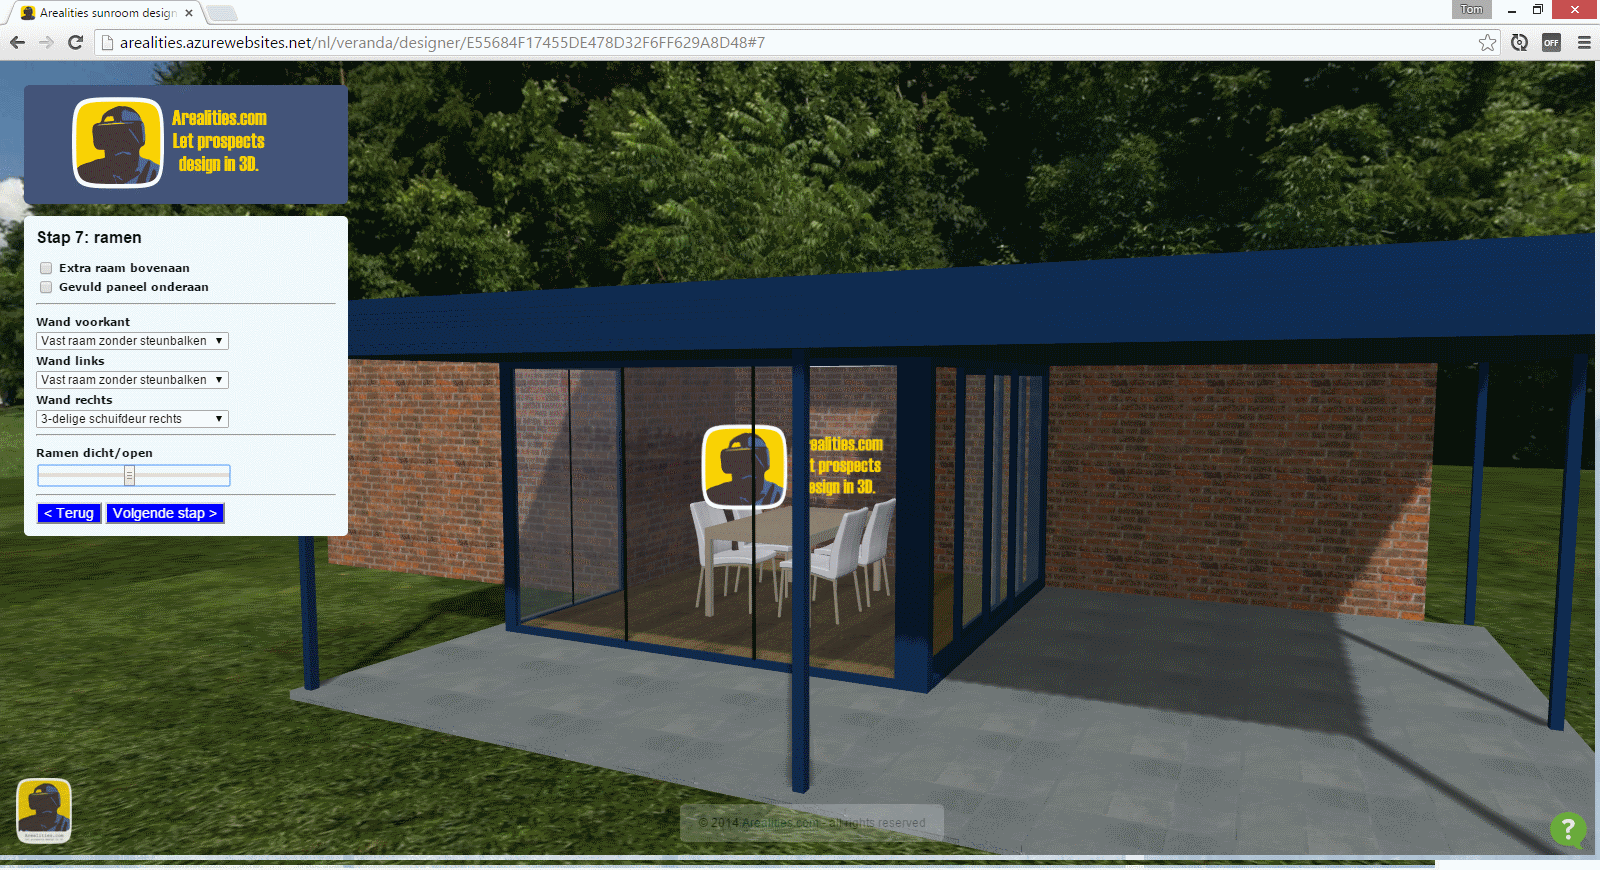 Arealities sunroom design
Tom
arealities.azurewebsites.net/nl/veranda/designer/E55684F17455DE478D32F6FF629A8D48#7
OFF
Arealities.com
Let prospects
design in 3D.
Stap 7: ramen
Extra raam bovenaan
Gevuld paneel onderaan
Wand voorkant
Vast raam zonder steunbalken
Wand links
Vast raam zonder steunbalken
Wand rechts
3-delige schuifdeur rechts
Ramen dicht/open
< Terug
Volgende stap >
ealities.com
t prospects
esign in 3D.
Arealities.com
© 2014 Arealities.com - all rights reserved
?